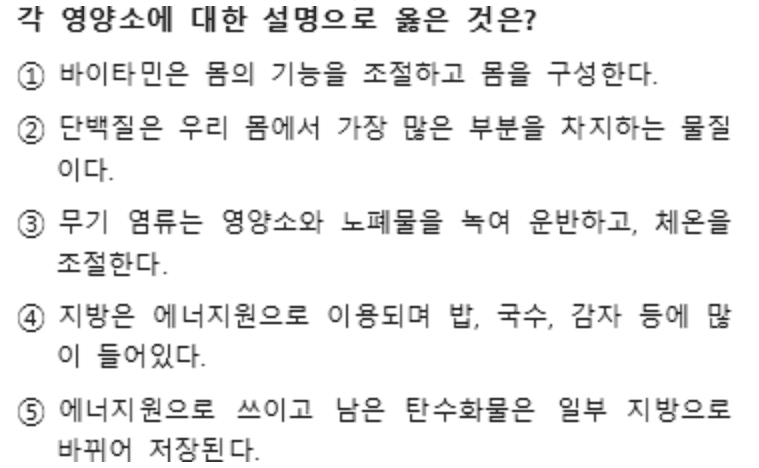 각 영양소에 대한 설명으로 옳은 것은?
① 바이타민은 몸의 기능을 조절하고 몸을 구성한다.
② 단백질은 우리 몸에서 가장 많은 부분을 차지하는 물질
이다.
③ 무기 염류는 영양소와 노폐물을 녹여 운반하고, 체온을
조절한다.
④ 지방은 에너지원으로 이용되며 밥, 국수, 감자 등에 많
이 들어있다.
⑤ 에너지원으로 쓰이고 남은 탄수화물은 일부 지방으로
바뀌어 저장된다.